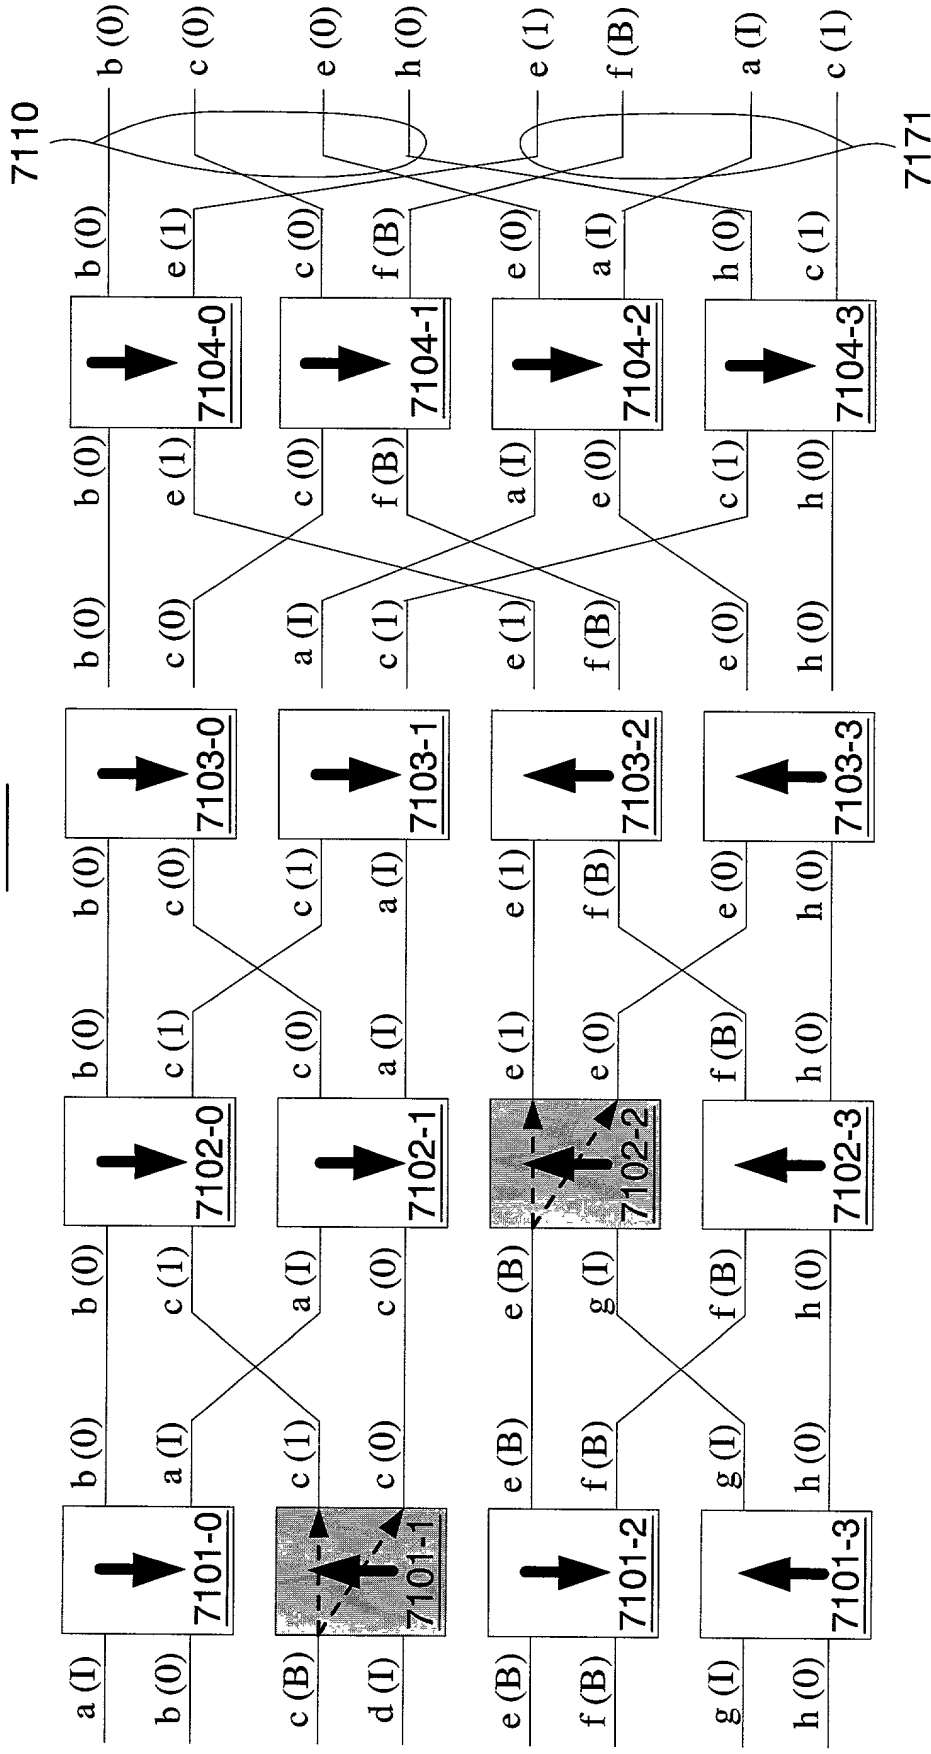 a (I)
b (0)
c (B)
d (I)
e (B)
f (B)
g (I)
h (0)
7101-0
7101-1
7101-2
7101-3
b (0)
a (I)
c (1)
c (0)
e (B)
f (B)
g (I)
h (0)
b (0)
c (1)
a (I)
c (0)
e (B)
g (I)
f (B)
h (0)
7102-0
7102-1
7102-2
7102-3
b (0)
c (1)
c (0)
a (I)
e (1)
e (0)
f (B)
h (0)
b (0)
c (0)
c (1)
a (I)
e (1)
f (B)
e (0)
h (0)
7103-0
7103-1
7103-2
7103-3
b (0)
c (0)
a (I)
c (1)
e (1)
f (B)
e (0)
h (0)
b (0)
e (1)
c (0)
f (B)
a (I)
e (0)
c (1)
h (0)
7104-0
7104-1
7104-2
7104-3
b (0)
e (1)
c (0)
f (B)
e (0)
a (I)
h (0)
c (1)
7110
7171
b (0)
c (0)
e (0)
h (0)
e (1)
f (B)
a (I)
c (1)